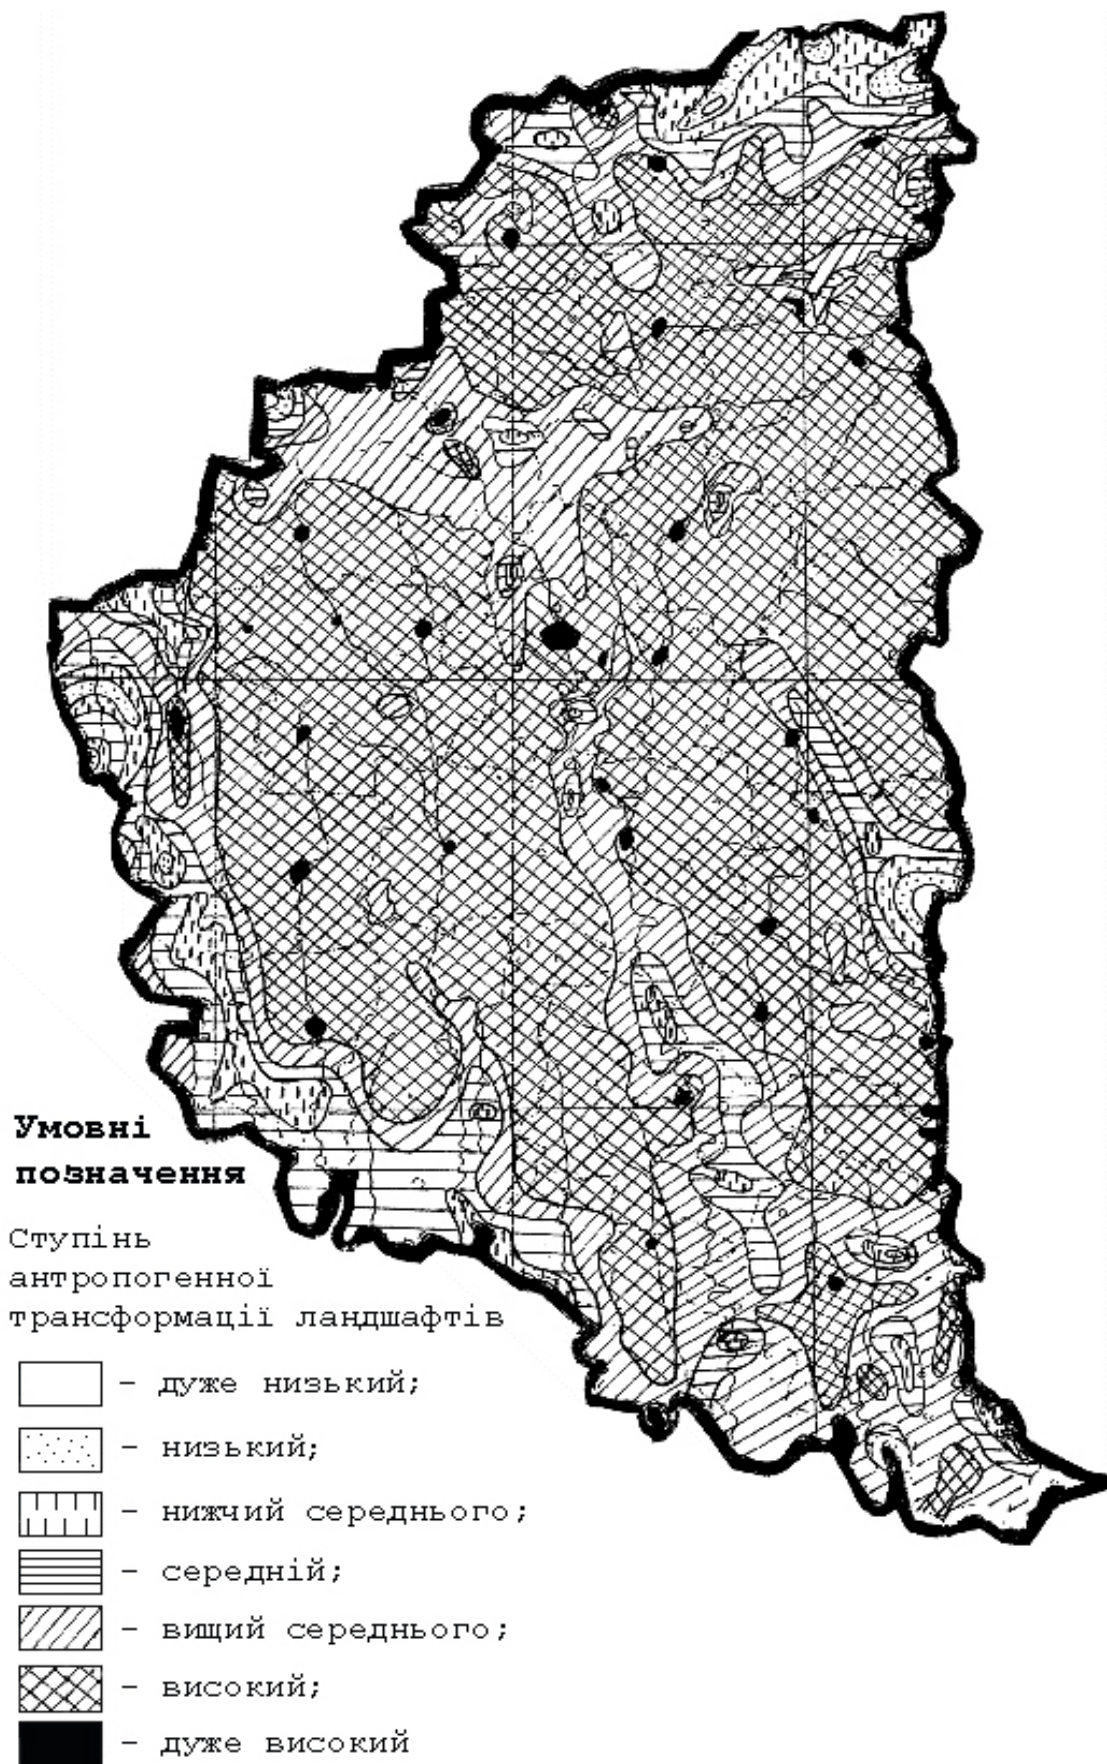 Умовні
позначення
Ступінь
антропогенної
трансформації ландшафтів
– дуже низький;
– низький;
– нижчий середнього;
– середній;
– вищий середнього;
– високий;
– дуже високий